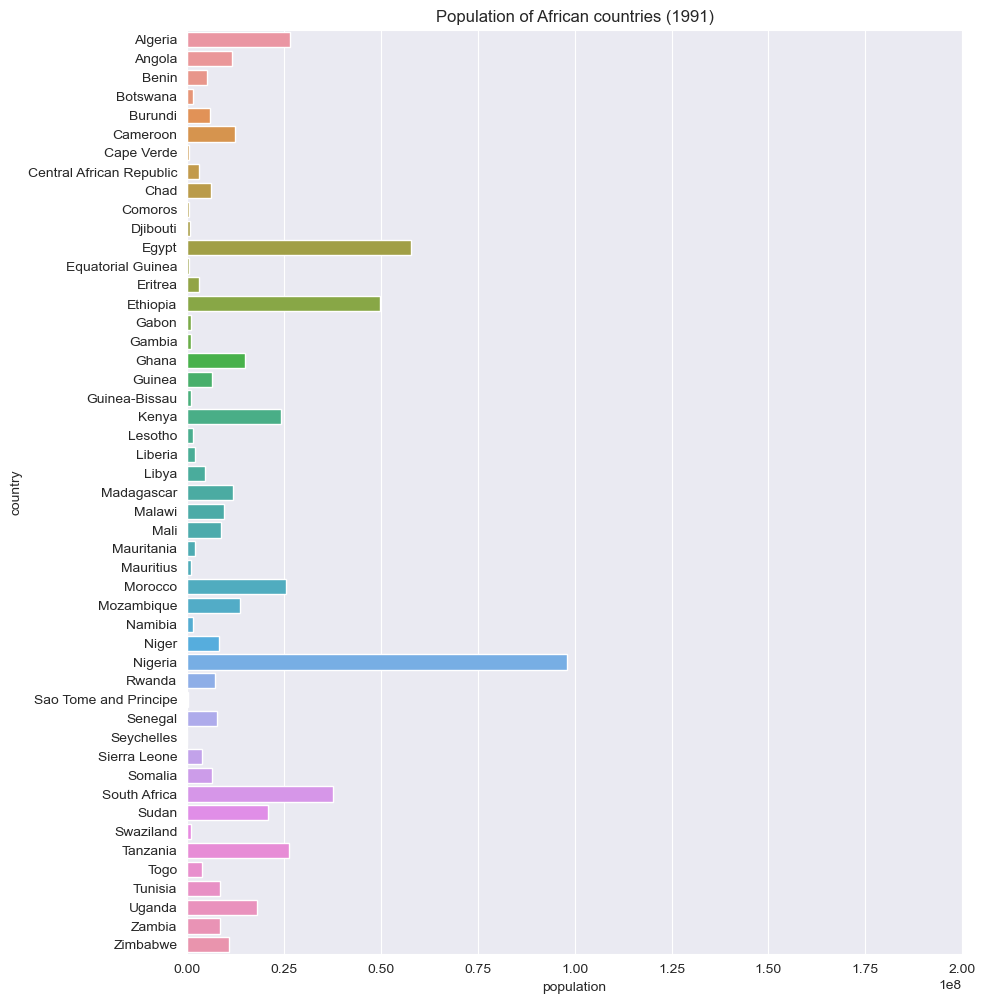 Population of African countries (1991)
Algeria
Angola
Benin
Botswana
Burundi
Cameroon
Cape Verde
Central African Republic
Chad
Comoros
Djibouti
Egypt
Equatorial Guinea
Eritrea
Ethiopia
Gabon
Gambia
Ghana
Guinea
Guinea-Bissau
Kenya
Lesotho
Liberia
Libya
Madagascar
Malawi
Mali
Mauritania
Mauritius
Morocco
Mozambique
Namibia
Niger
Nigeria
Rwanda
Sao Tome and Principe
Senegal
Seychelles
Sierra Leone
Somalia
South Africa
Sudan
Swaziland
Tanzania
Togo
Tunisia
Uganda
Zambia
Zimbabwe
country
0.00 0.25 0.50 0.75 1.00 1.25 1.50 1.75 2.00
1e8
population